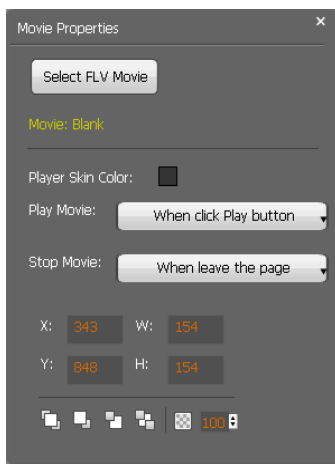 Movie Properties ×
Select FLV Movie
Movie: Blank
Player Skin Color:
Play Movie: When click Play button
Stop Movie: When leave the page
X: 343 W: 154
Y: 848 H: 154
100